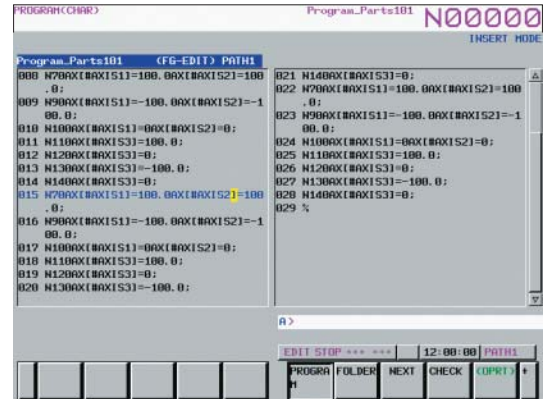 PROGRAM(CHAR)
Program_Parts101
N00000
INSERT MODE
Program_Parts101 (FG-EDIT) PATH1
008 N70AX[#AXIS1]=100.0AX[#AXIS2]=100
.0;
009 N90AX[#AXIS1]=-100.0AX[#AXIS2]=-1
00.0;
010 N100AX[#AXIS1]=0AX[#AXIS2]=0;
011 N110AX[#AXIS3]=100.0;
012 N120AX[#AXIS3]=0;
013 N130AX[#AXIS3]=-100.0;
014 N140AX[#AXIS3]=0;
015 N70AX[#AXIS1]=100.0AX[#AXIS2]=100
.0;
016 N90AX[#AXIS1]=-100.0AX[#AXIS2]=-1
00.0;
017 N100AX[#AXIS1]=0AX[#AXIS2]=0;
018 N110AX[#AXIS3]=100.0;
019 N120AX[#AXIS3]=0;
020 N130AX[#AXIS3]=-100.0;
021 N140AX[#AXIS3]=0;
022 N70AX[#AXIS1]=100.0AX[#AXIS2]=100
.0;
023 N90AX[#AXIS1]=-100.0AX[#AXIS2]=-1
00.0;
024 N100AX[#AXIS1]=0AX[#AXIS2]=0;
025 N110AX[#AXIS3]=100.0;
026 N120AX[#AXIS3]=0;
027 N130AX[#AXIS3]=-100.0;
028 N140AX[#AXIS3]=0;
029 %
A>
EDIT STOP *** *** 12:00:00 PATH1
PROGRA
M
FOLDER
NEXT
CHECK
(OPRT)
+